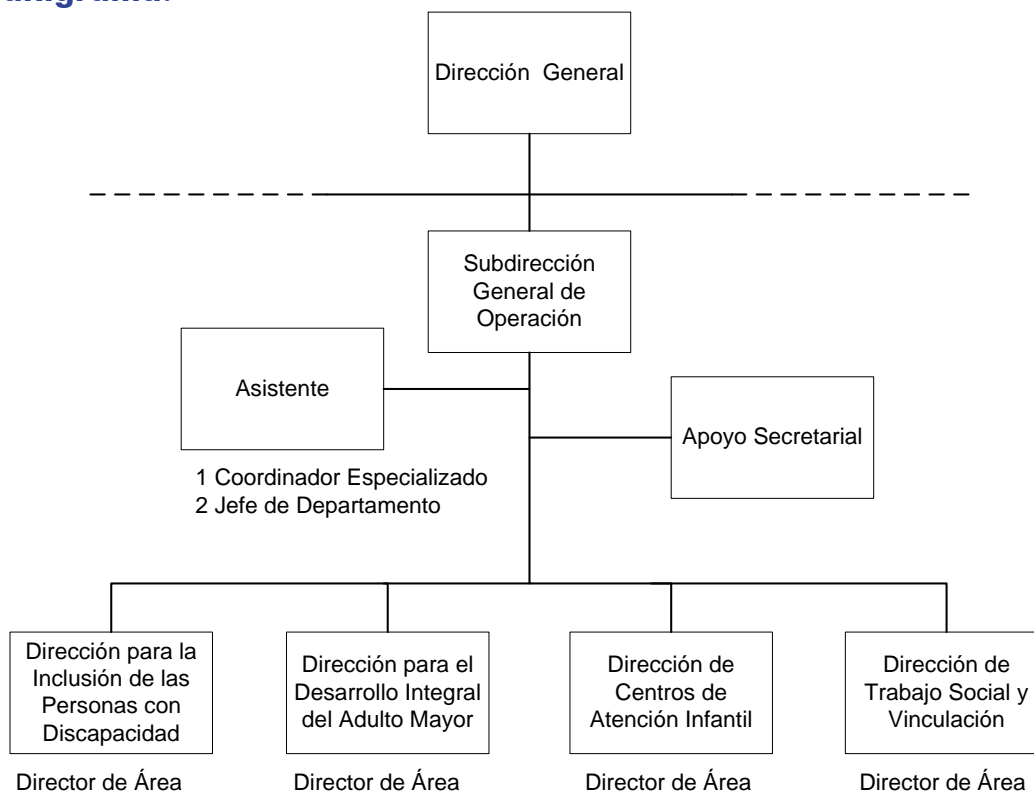 Dirección General
Subdirección
General de
Operación
Asistente
Apoyo Secretarial
1 Coordinador Especializado
2 Jefe de Departamento
Dirección para la
Inclusión de las
Personas con
Discapacidad
Dirección para el
Desarrollo Integral
del Adulto Mayor
Dirección de
Centros de
Atención Infantil
Dirección de
Trabajo Social y
Vinculación
Director de Área
Director de Área
Director de Área
Director de Área